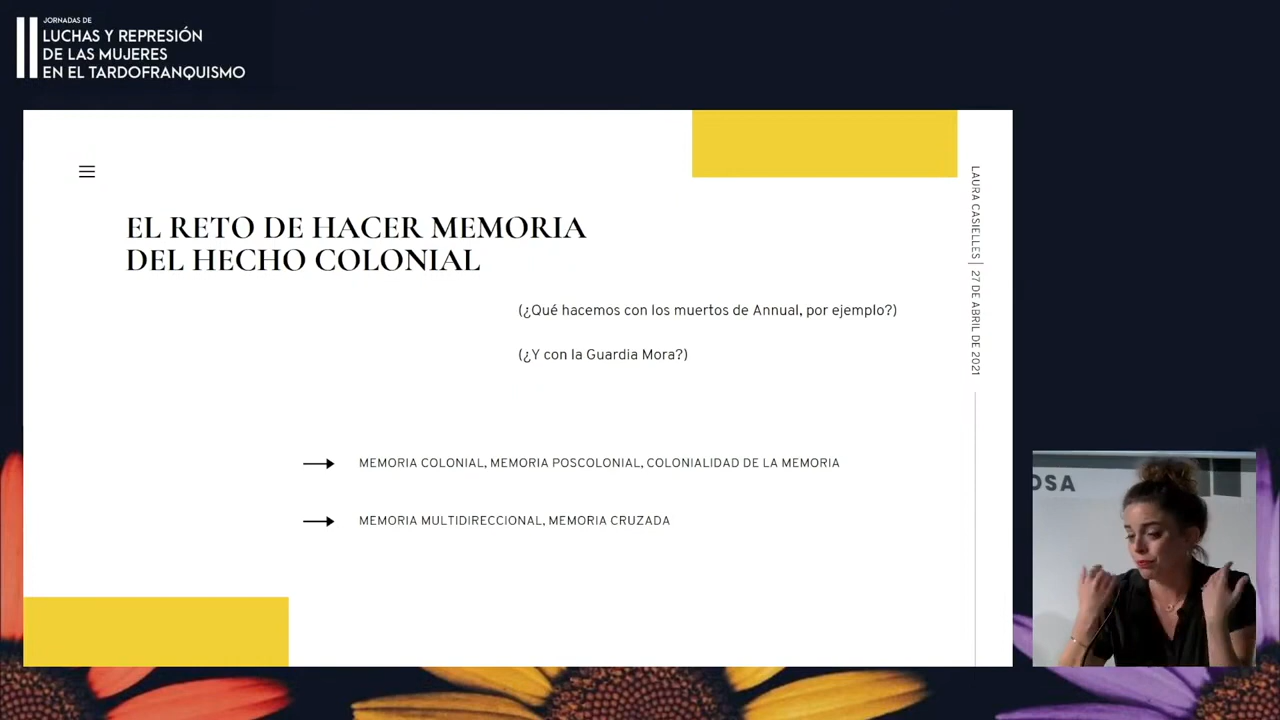 JORNADAS DE
LUCHAS Y REPRESIÓN
DE LAS MUJERES
EN EL TARDOFRANQUISMO
EL RETO DE HACER MEMORIA
DEL HECHO COLONIAL
(¿Qué hacemos con los muertos de Annual, por ejemplo?)
(¿Y con la Guardia Mora?)
MEMORIA COLONIAL, MEMORIA POSCOLONIAL, COLONIALIDAD DE LA MEMORIA
MEMORIA MULTIDIRECCIONAL, MEMORIA CRUZADA
LAURA CASIELLES | 27 DE ABRIL DE 2021
OSA